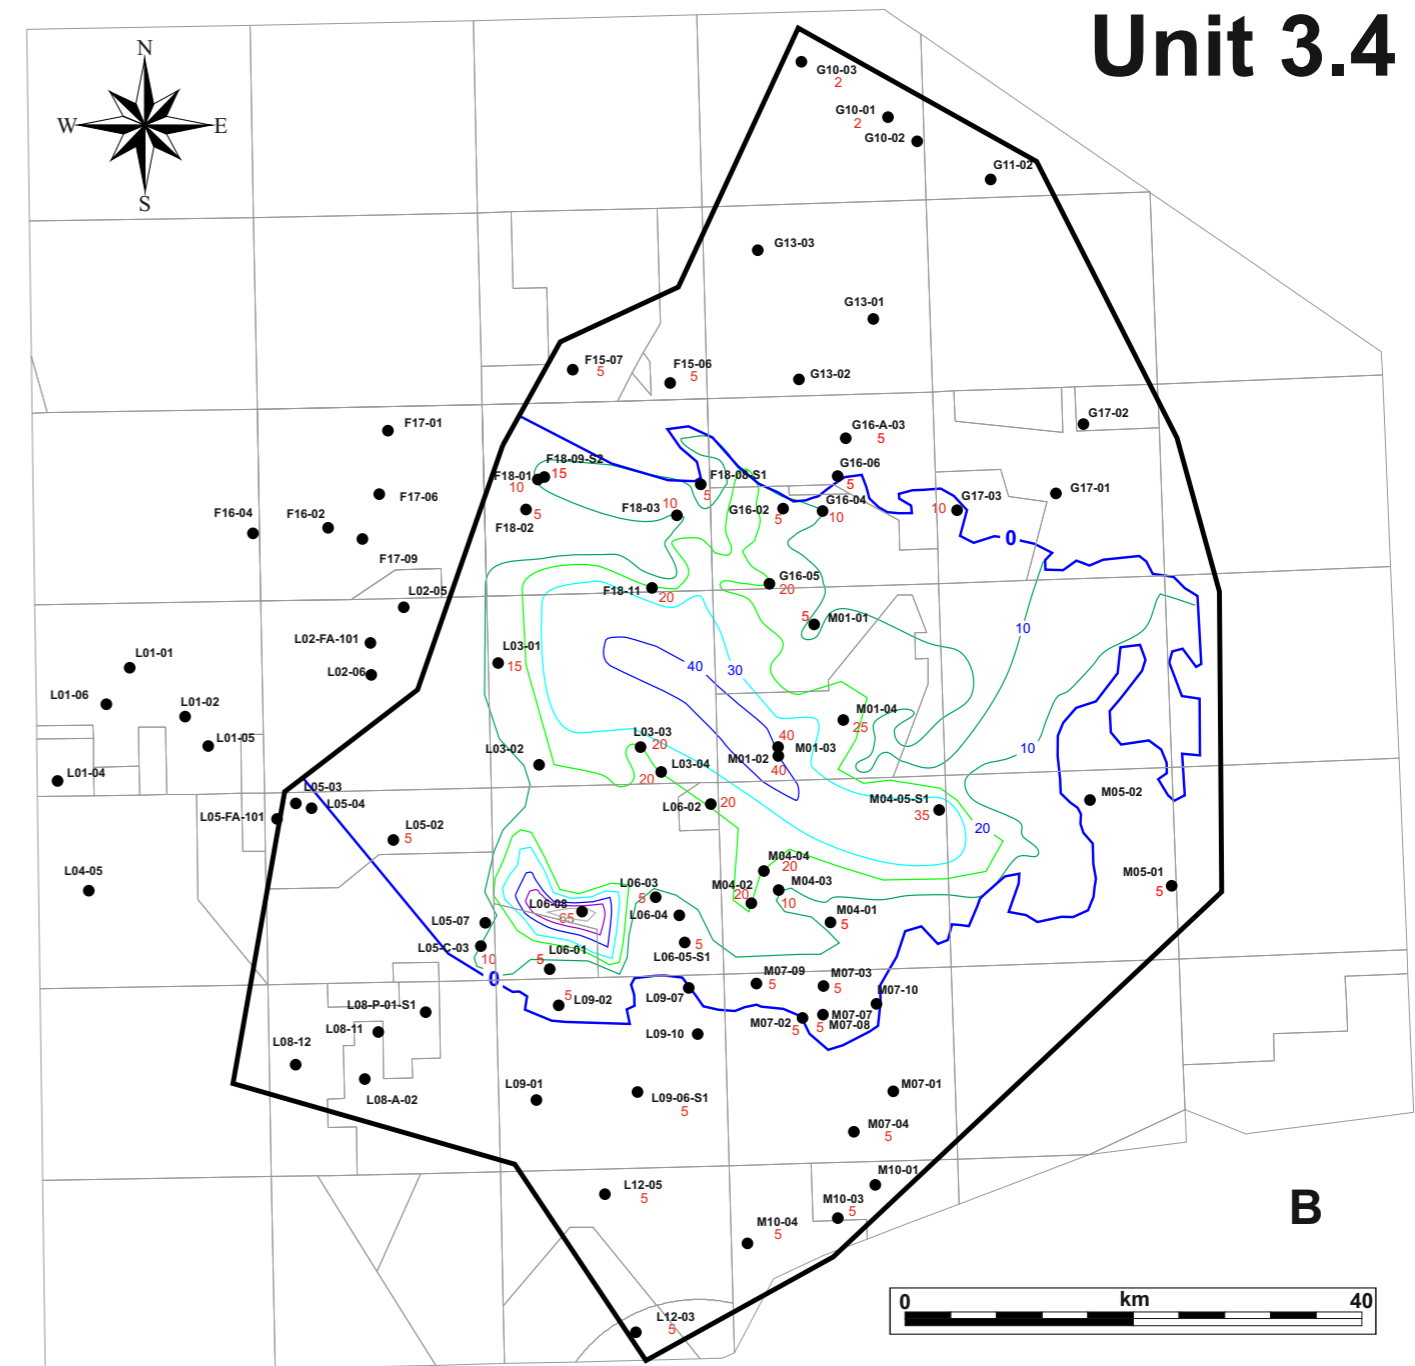 Unit 3.4
N
W E
S
G10-03
2
G10-01
2
G10-02
G11-02
G13-03
G13-01
F15-07
5
F15-06
5
G13-02
G17-02
F17-01
G16-A-03
5
F18-09-S2
15
F18-01
10
F18-08-S1
5
G16-06
5
F17-06
G17-01
F16-04
F16-02
F18-02
5
F18-03
10
G16-02
5
G16-04
10
G17-03
10
0
F17-09
L02-05
F18-11
20
G16-05
20
M01-01
5
10
L02-FA-101
L01-01
L03-01
15
L02-06
40
30
L01-06
L01-02
M01-04
25
L01-05
L03-02
L03-03
20
40
M01-03
M01-02
40
10
L01-04
L03-04
20
L05-03
L05-04
L05-FA-101
L06-02
20
M04-05-S1
35
M05-02
20
L05-02
5
L04-05
M04-04
20
M05-01
5
L06-03
5
M04-02
20
M04-03
10
L06-08
65
L06-04
M04-01
5
L05-07
L05-C-03
10
L06-01
5
5
L06-05-S1
0
L09-07
M07-09
5
M07-03
5
M07-10
5
L09-02
L08-P-01-S1
L08-11
L09-10
M07-02
5
M07-07
5
M07-08
L08-12
L08-A-02
L09-01
L09-06-S1
5
M07-01
M07-04
5
L12-05
5
M10-01
M10-03
5
M10-04
5
B
L12-03
5
0 km 40